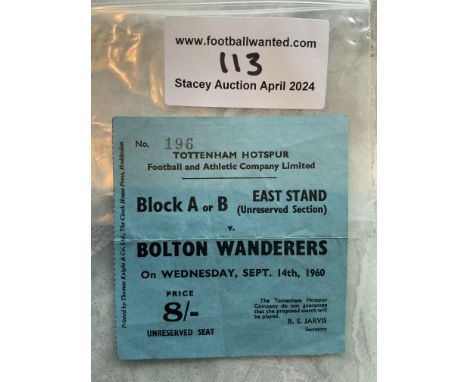 www.footballwanted.com
113
Stacey Auction April 2024
No. 196
TOTTENHAM HOTSPUR
Football and Athletic Company Limited
Block A or B
EAST STAND
(Unreserved Section)
v.
BOLTON WANDERERS
On WEDNESDAY, SEPT. 14th, 1960
PRICE
8/-
UNRESERVED SEAT
The Tottenham Hotspur
Company do not guarantee
that the proposed match will
be played.
R. S. JARVIS
Secretary
Printed by Thomas Knight & Co. Ltd., The Clock House Press, Hoddesdon